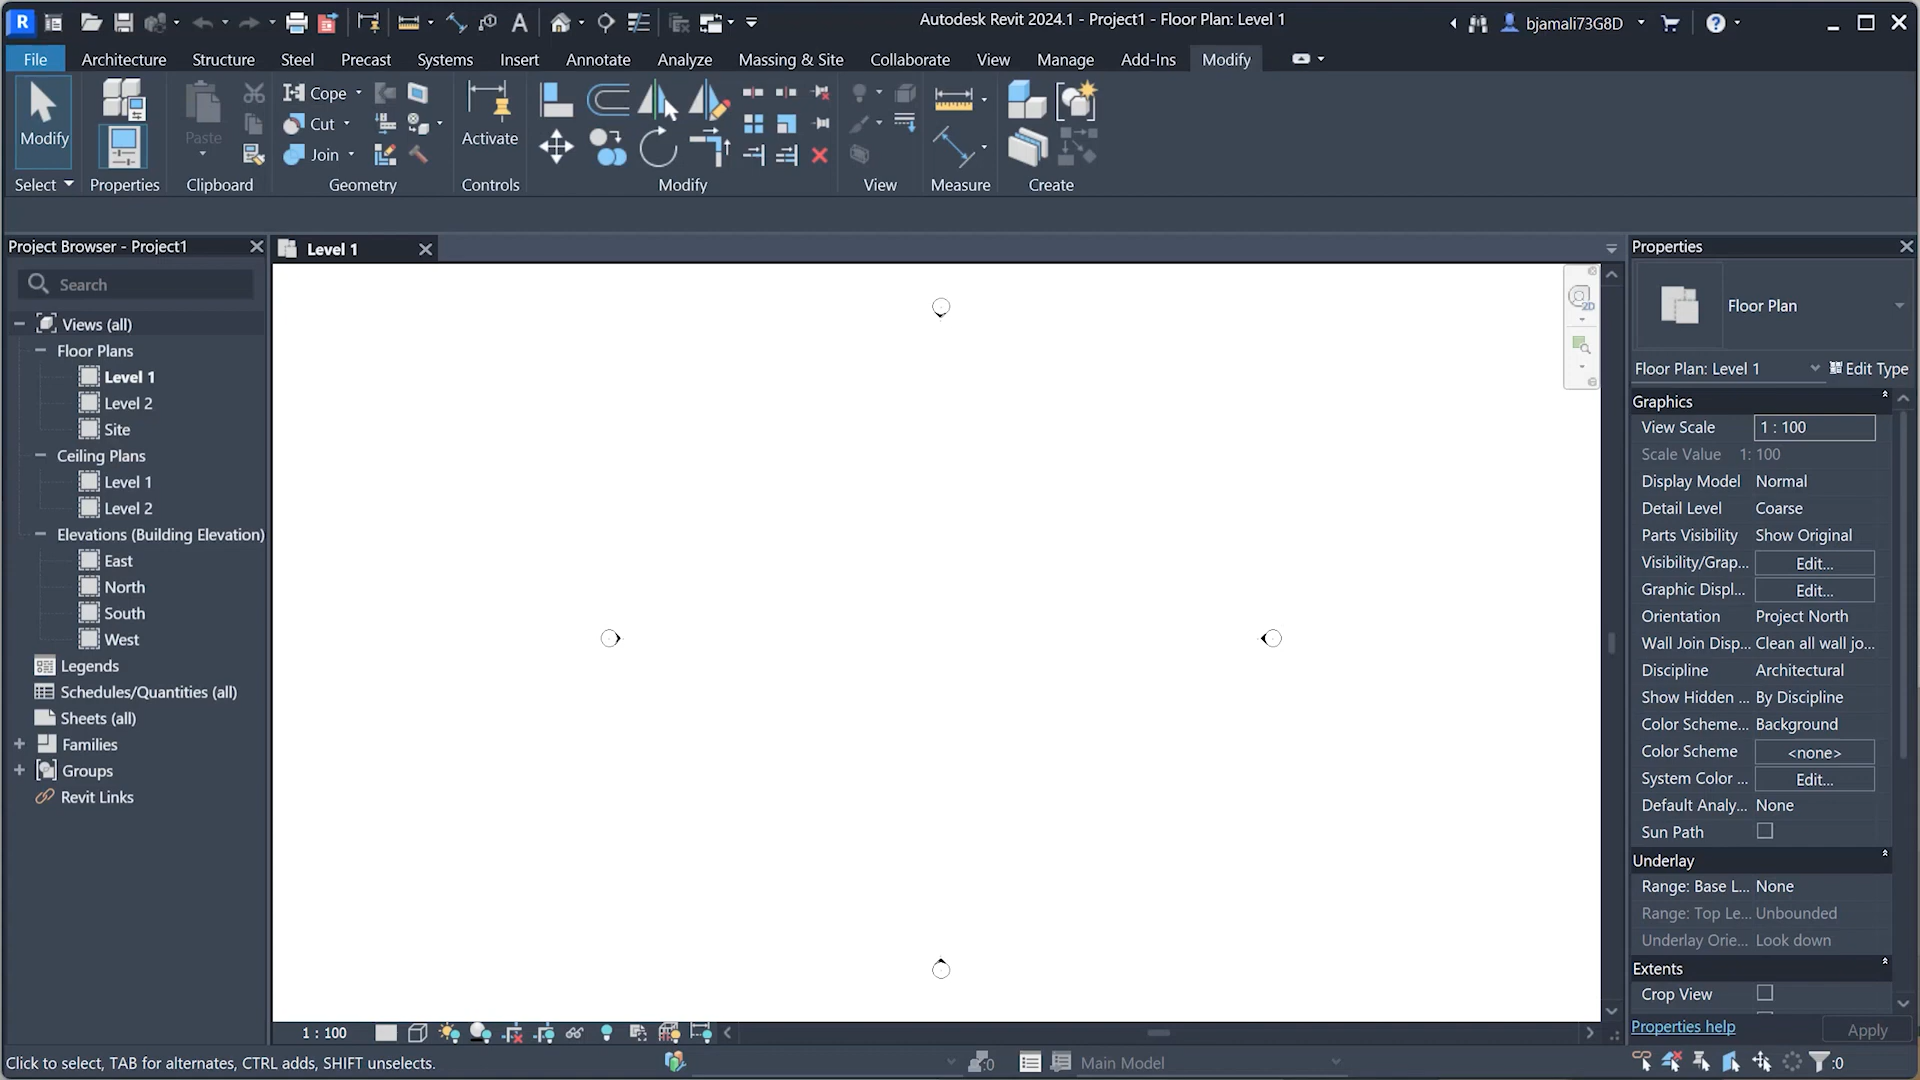 Autodesk Revit 2024.1 - Project1 - Floor Plan: Level 1
bjamali73G8D
File Architecture Structure Steel Precast Systems Insert Annotate Analyze Massing & Site Collaborate View Manage Add-Ins Modify
Modify
Paste
Cope
Cut
Join
Activate
Select Properties Clipboard Geometry Controls Modify View Measure Create
Project Browser - Project1
Search
Views (all)
Floor Plans
Level 1
Level 2
Site
Ceiling Plans
Level 1
Level 2
Elevations (Building Elevation)
East
North
South
West
Legends
Schedules/Quantities (all)
Sheets (all)
Families
Groups
Revit Links
Level 1
2D
1 : 100
Properties
Floor Plan
Floor Plan: Level 1 Edit Type
Graphics
View Scale 1 : 100
Scale Value 1: 100
Display Model Normal
Detail Level Coarse
Parts Visibility Show Original
Visibility/Grap... Edit...
Graphic Displ... Edit...
Orientation Project North
Wall Join Disp... Clean all wall jo...
Discipline Architectural
Show Hidden ... By Discipline
Color Scheme... Background
Color Scheme <none>
System Color ... Edit...
Default Analy... None
Sun Path
Underlay
Range: Base L... None
Range: Top Le... Unbounded
Underlay Orie... Look down
Extents
Crop View
Properties help Apply
Click to select, TAB for alternates, CTRL adds, SHIFT unselects. :0 Main Model :0